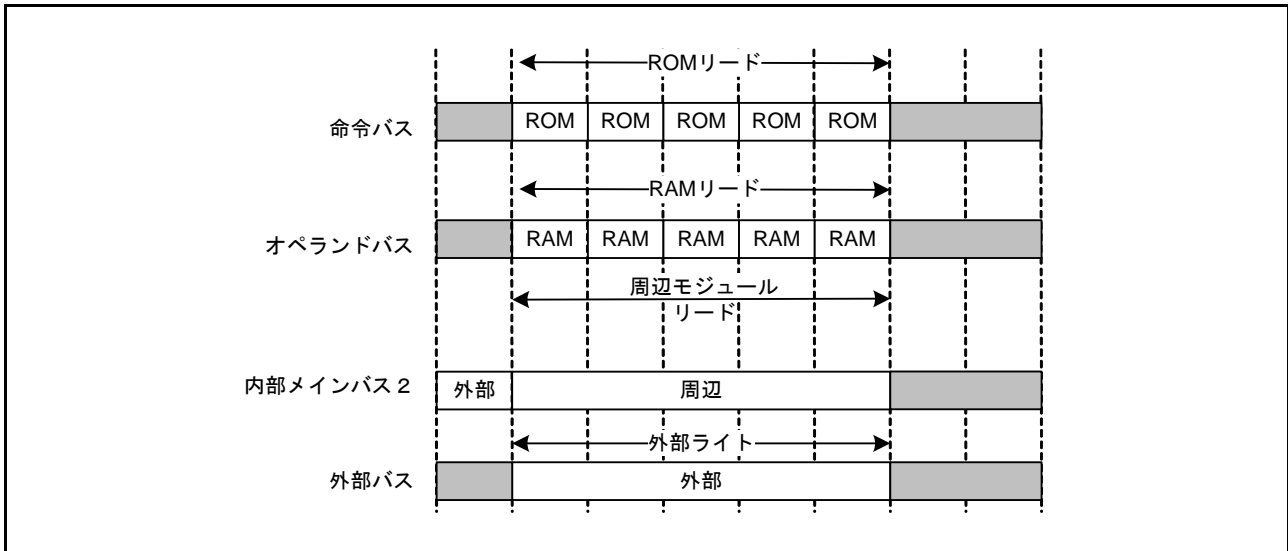 ROMリード
命令バス ROM ROM ROM ROM ROM
RAMリード
オペランドバス RAM RAM RAM RAM RAM
周辺モジュール
リード
内部メインバス２ 外部 周辺
外部ライト
外部バス 外部